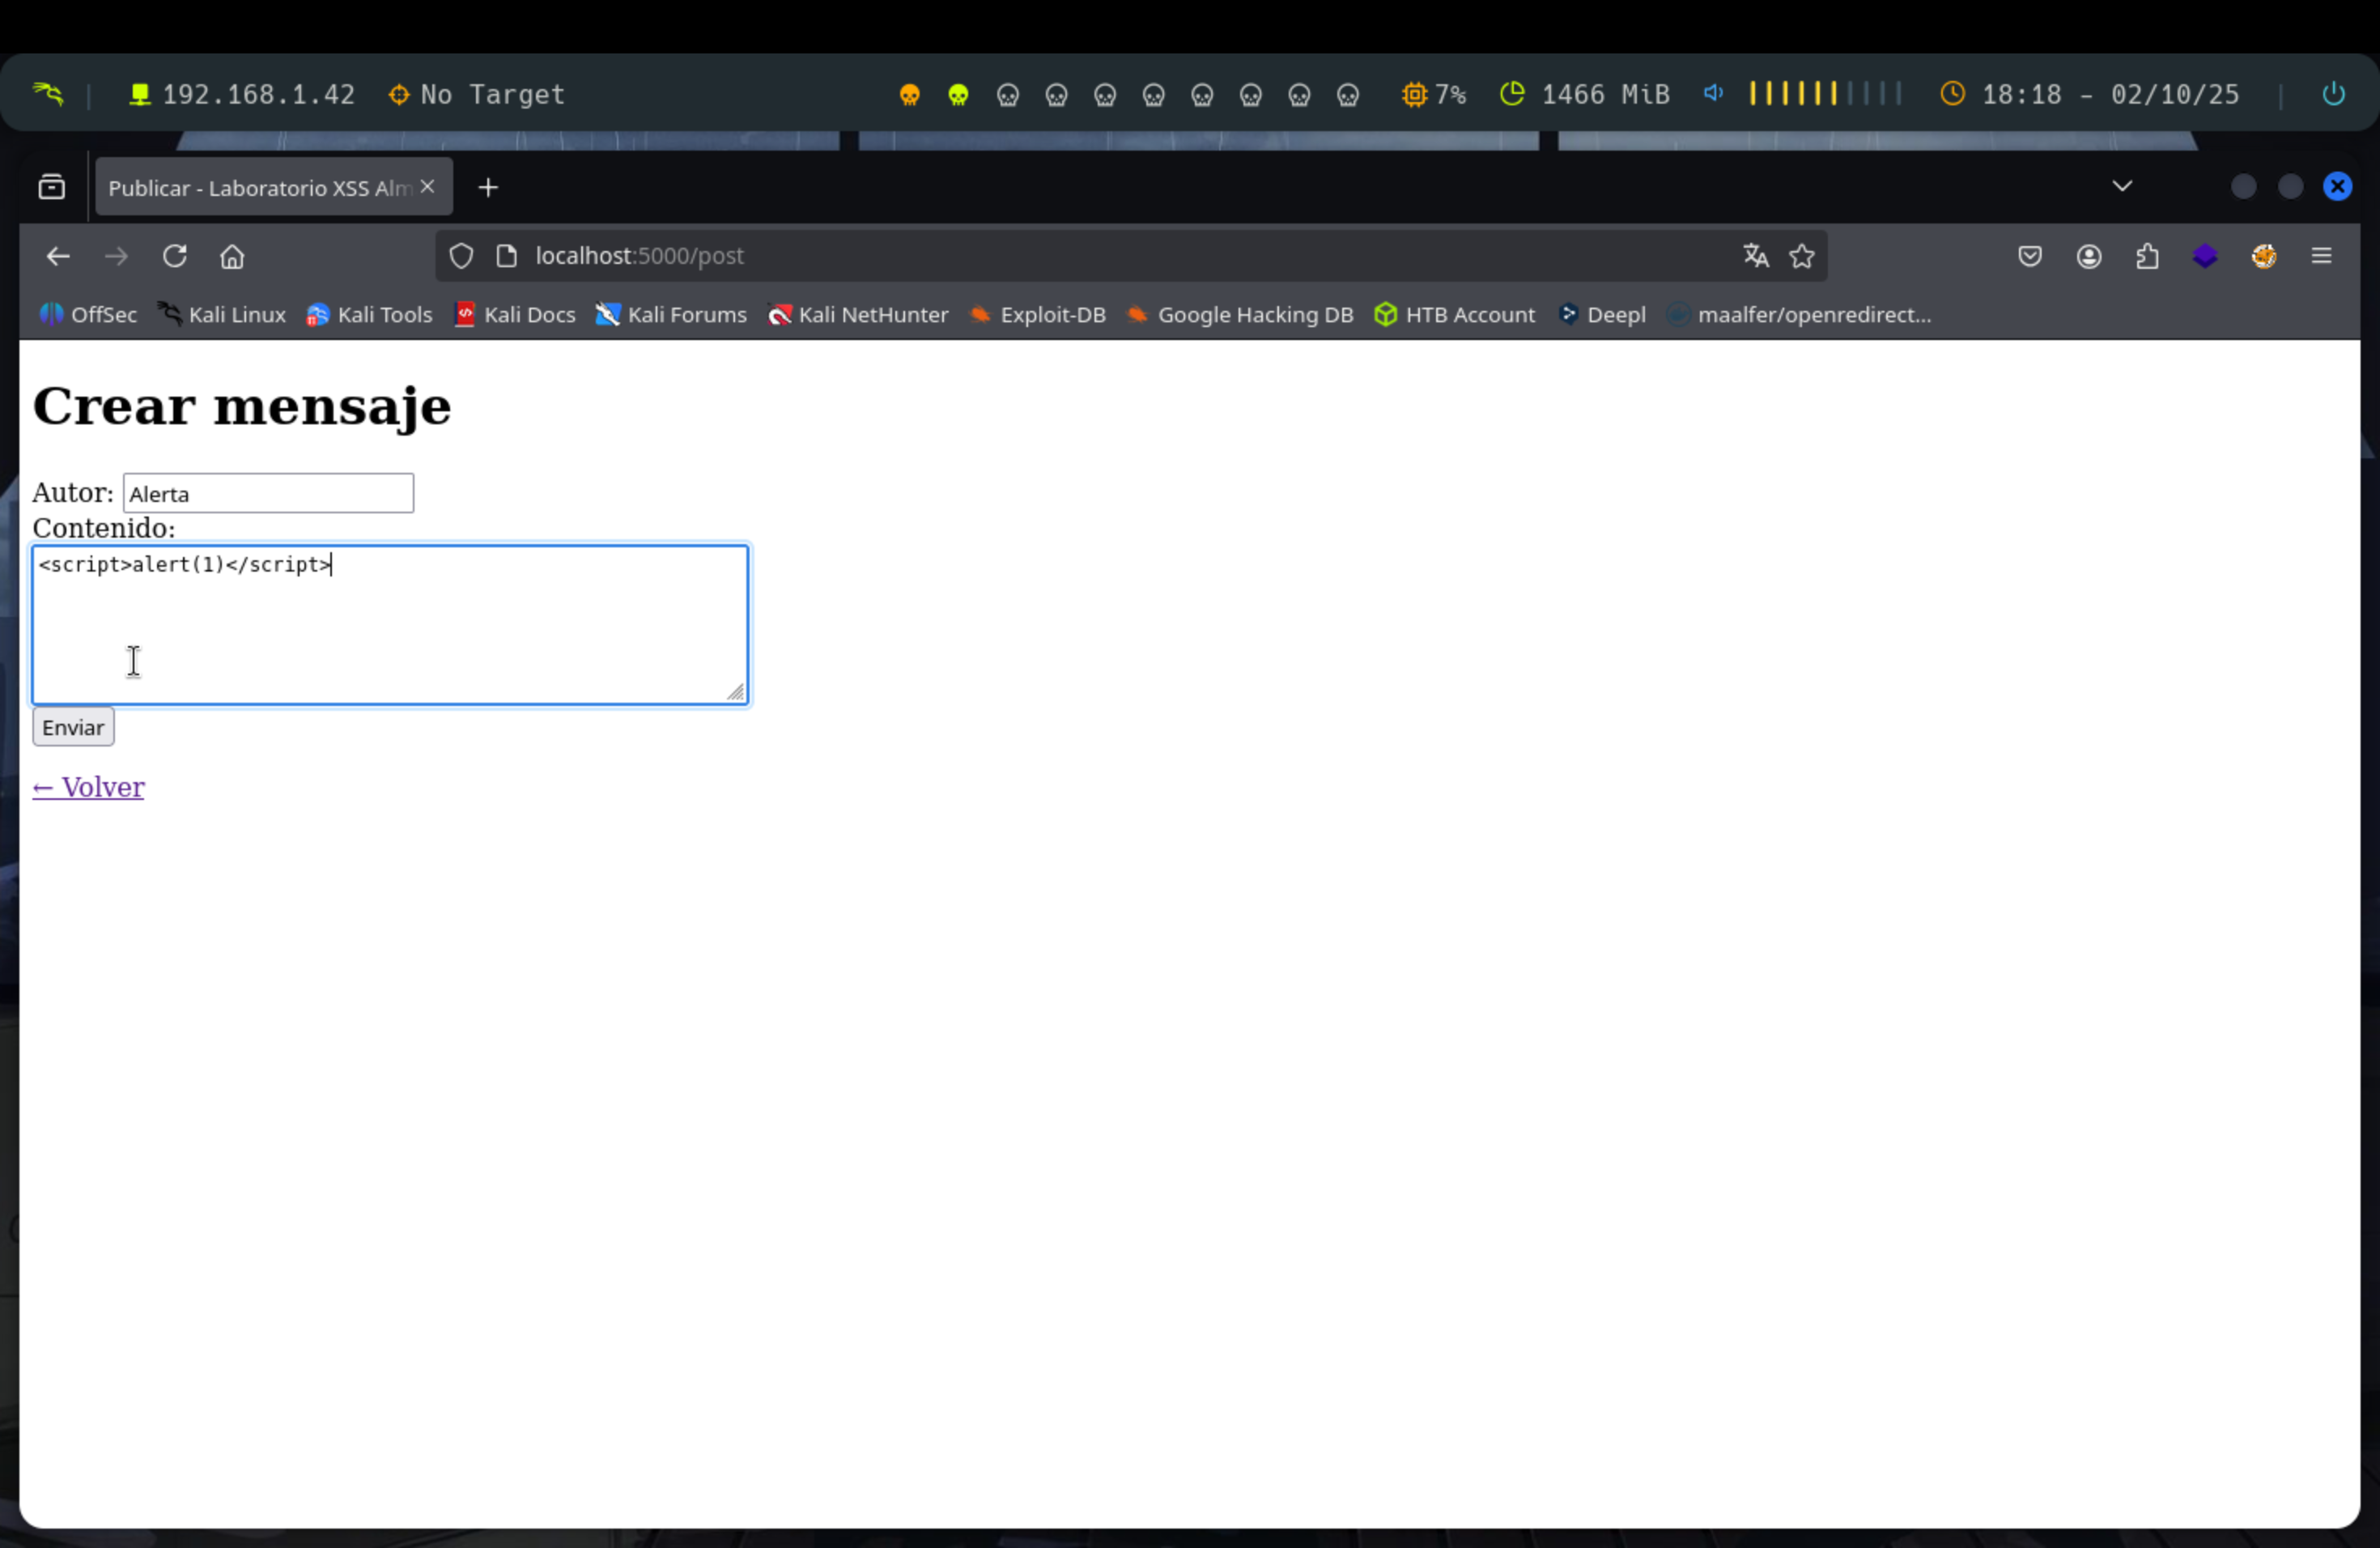 192.168.1.42 No Target 7% 1466 MiB 18:18 - 02/10/25
Publicar - Laboratorio XSS Alm
localhost:5000/post
OffSec Kali Linux Kali Tools Kali Docs Kali Forums Kali NetHunter Exploit-DB Google Hacking DB HTB Account Deepl maalfer/openredirect...
Crear mensaje
Autor: Alerta
Contenido:
<script>alert(1)</script>
Enviar
← Volver